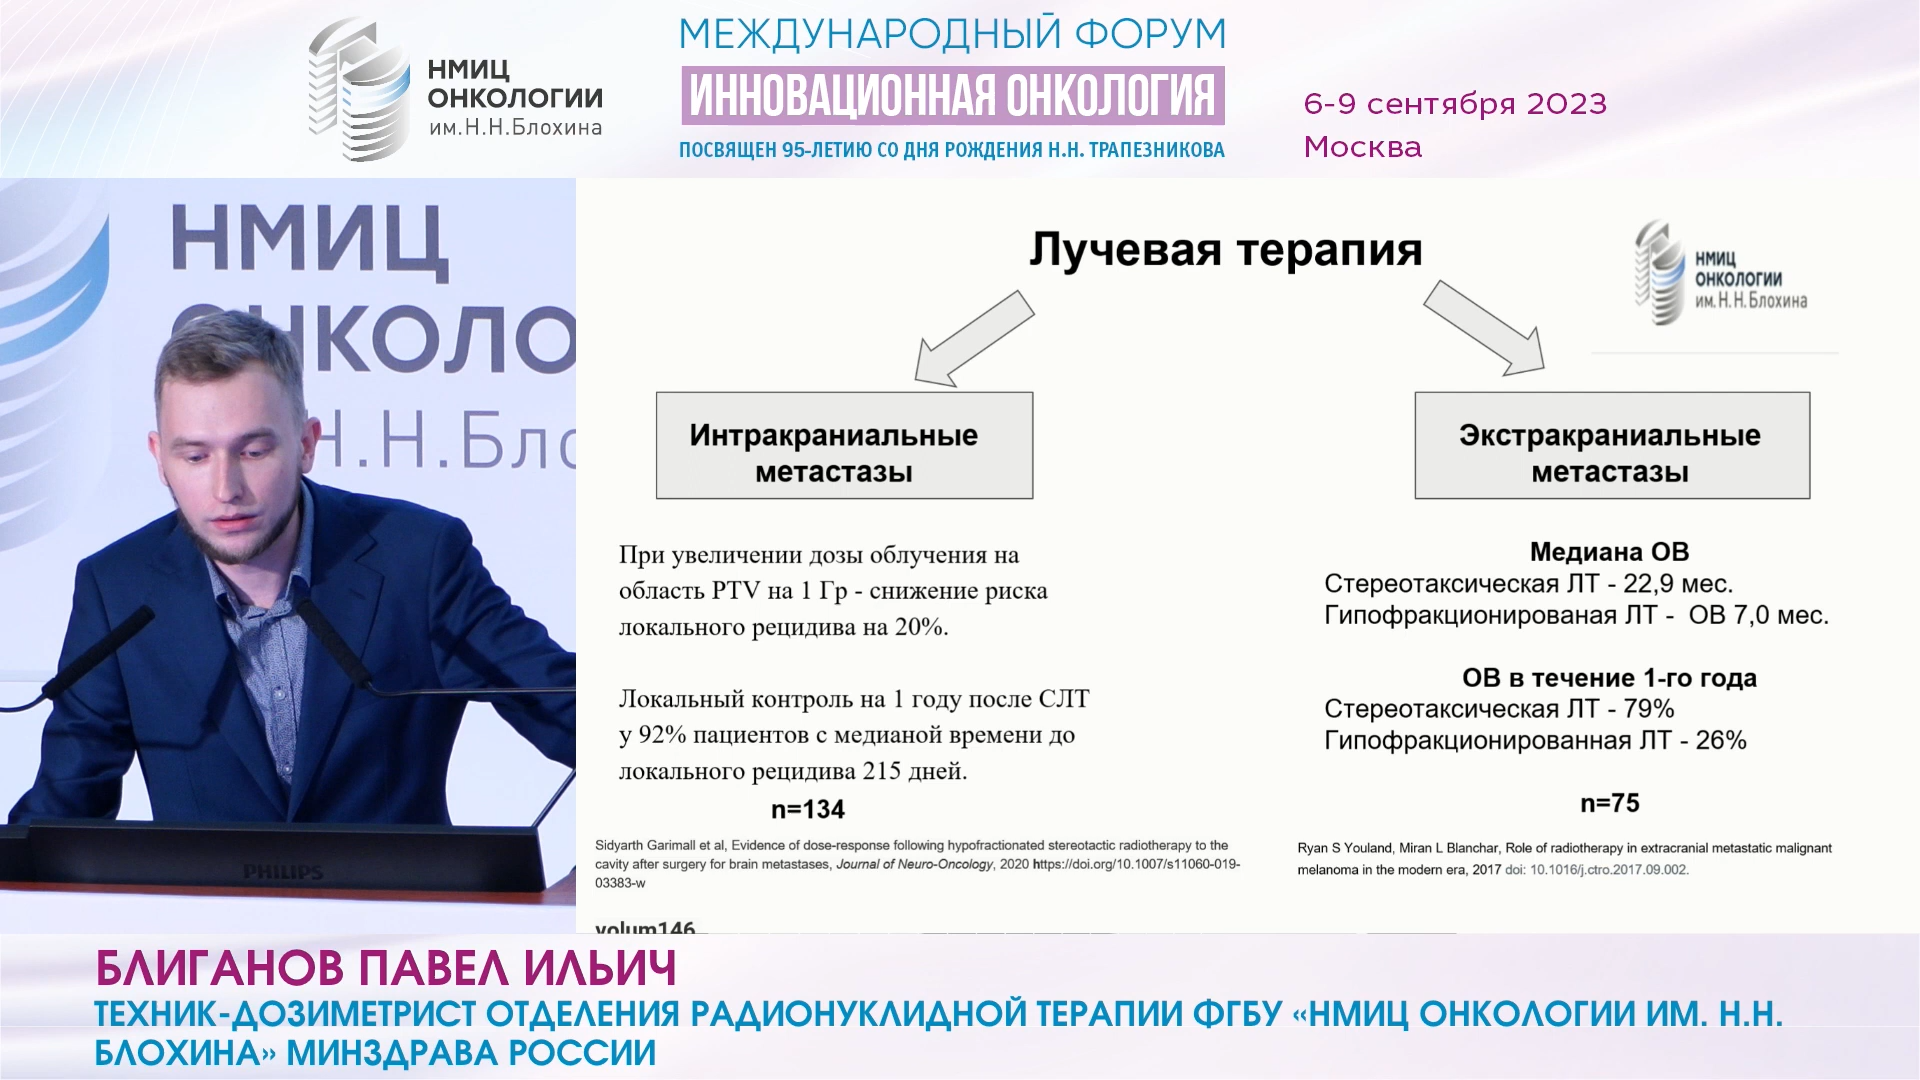 НМИЦ
ОНКОЛОГИИ
им.Н.Н.Блохина
МЕЖДУНАРОДНЫЙ ФОРУМ
ИННОВАЦИОННАЯ ОНКОЛОГИЯ
ПОСВЯЩЕН 95-ЛЕТИЮ СО ДНЯ РОЖДЕНИЯ Н.Н. ТРАПЕЗНИКОВА
6-9 сентября 2023
Москва
НМИЦ
ОНКОЛО
Н.Н.Бло
PHILIPS
Лучевая терапия
НМИЦ
ОНКОЛОГИИ
им.Н.Н.Блохина
Интракраниальные
метастазы
При увеличении дозы облучения на
область PTV на 1 Гр - снижение риска
локального рецидива на 20%.
Локальный контроль на 1 году после СЛТ
у 92% пациентов с медианой времени до
локального рецидива 215 дней.
n=134
Sidyarth Garimall et al, Evidence of dose-response following hypofractionated stereotactic radiotherapy to the
cavity after surgery for brain metastases, Journal of Neuro-Oncology, 2020 https://doi.org/10.1007/s11060-019-
03383-w
volum146
Экстракраниальные
метастазы
Медиана ОВ
Стереотаксическая ЛТ - 22,9 мес.
Гипофракционированая ЛТ - ОВ 7,0 мес.
ОВ в течение 1-го года
Стереотаксическая ЛТ - 79%
Гипофракционированная ЛТ - 26%
n=75
Ryan S Youland, Miran L Blanchar, Role of radiotherapy in extracranial metastatic malignant
melanoma in the modern era, 2017 doi: 10.1016/j.ctro.2017.09.002.
БЛИГАНОВ ПАВЕЛ ИЛЬИЧ
ТЕХНИК-ДОЗИМЕТРИСТ ОТДЕЛЕНИЯ РАДИОНУКЛИДНОЙ ТЕРАПИИ ФГБУ «НМИЦ ОНКОЛОГИИ ИМ. Н.Н.
БЛОХИНА» МИНЗДРАВА РОССИИ